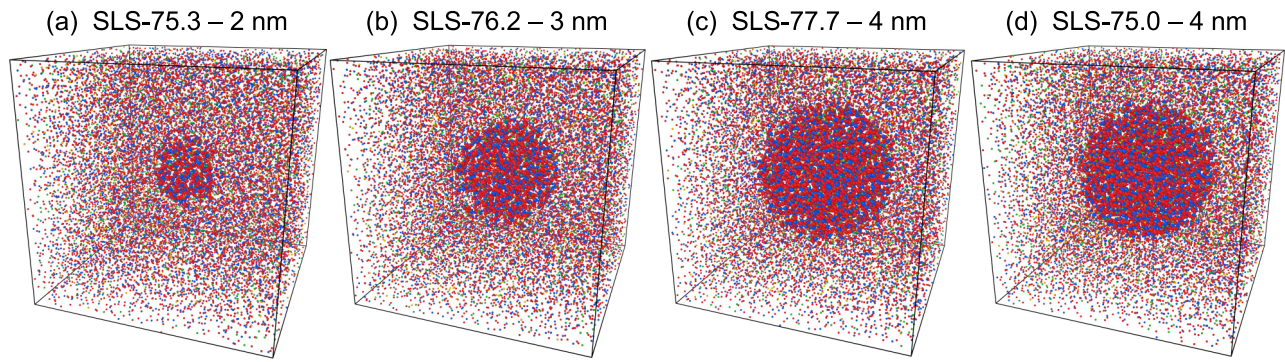 (a) SLS-75.3 – 2 nm
(b) SLS-76.2 – 3 nm
(c) SLS-77.7 – 4 nm
(d) SLS-75.0 – 4 nm